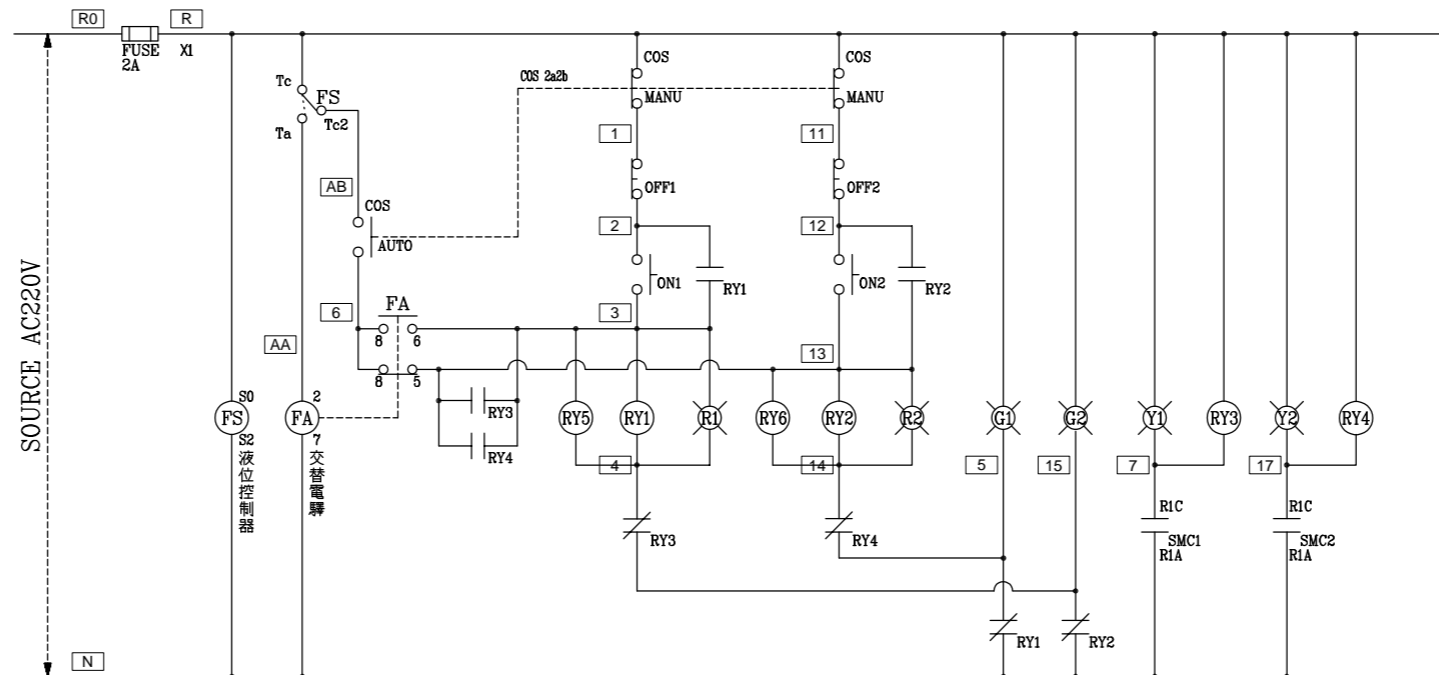 R0
R
FUSE
2A
X1
COS
COS
Tc
FS
COS 2a2b
MANU
MANU
Ta
Tc2
1
11
AB
OFF1
OFF2
COS
2
12
AUTO
SOURCE AC220V
ON1
RY1
ON2
RY2
6
FA
3
8
6
AA
13
8
5
S0
2
RY3
FS
FA
RY5
RY1
R1
RY6
RY2
R2
G1
G2
Y1
RY3
Y2
RY4
S2
7
RY4
液位控制器
交替電驛
4
14
5
15
7
17
R1C
R1C
RY3
RY4
SMC1
SMC2
R1A
R1A
RY1
RY2
N